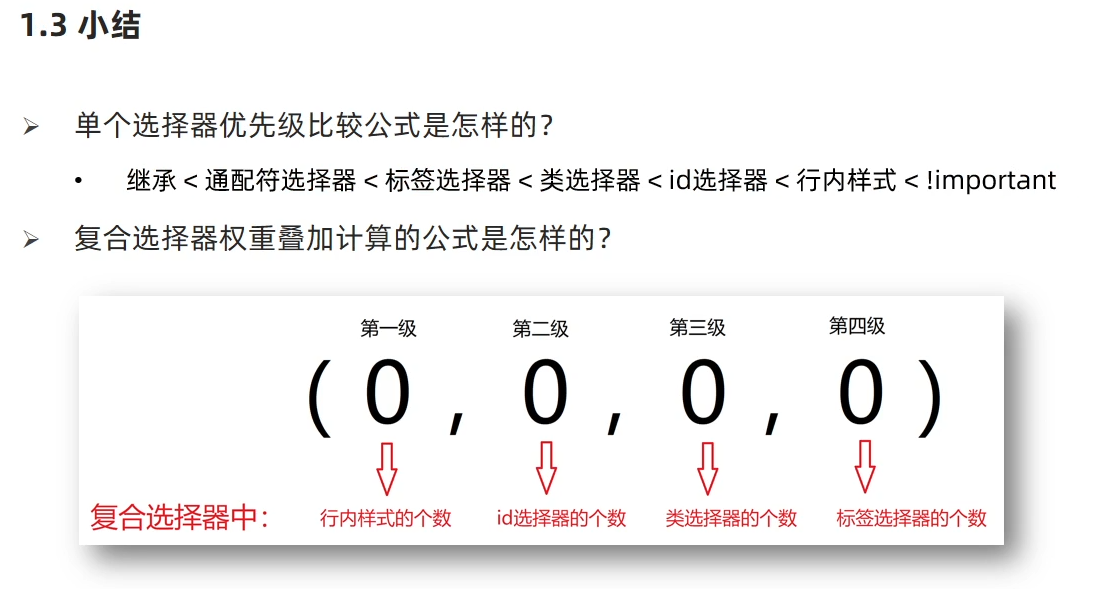 1.3 小结
➢ 单个选择器优先级比较公式是怎样的？
• 继承 < 通配符选择器 < 标签选择器 < 类选择器 < id选择器 < 行内样式 < !important
➢ 复合选择器权重叠加计算的公式是怎样的？
第一级 第二级 第三级 第四级
( 0 , 0 , 0 , 0 )
复合选择器中： 行内样式的个数 id选择器的个数 类选择器的个数 标签选择器的个数